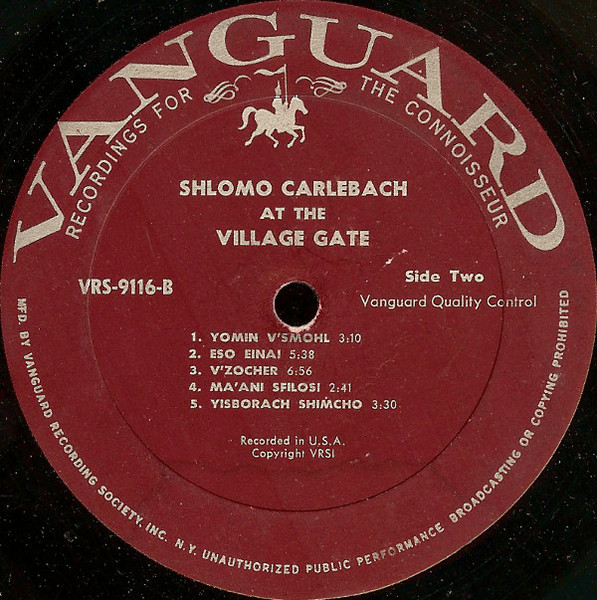 VANGUARD
RECORDINGS FOR THE CONNOISSEUR
SHLOMO CARLEBACH
AT THE
VILLAGE GATE
VRS-9116-B
Side Two
Vanguard Quality Control
1. YOMIN V'SMOHL 3:10
2. ESO EINAI 5:38
3. V'ZOCHER 6:56
4. MA'ANI SFILOSI 2:41
5. YISBORACH SHIMCHO 3:30
Recorded in U.S.A.
Copyright VRSI
MFD. BY VANGUARD RECORDING SOCIETY, INC. N.Y. UNAUTHORIZED PUBLIC PERFORMANCE BROADCASTING OR COPYING PROHIBITED